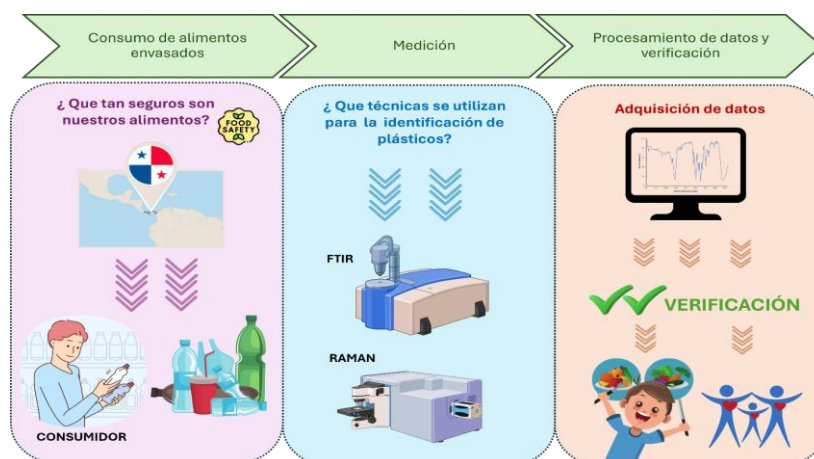 Consumo de alimentos
envasados
Medición
Procesamiento de datos y
verificación
¿ Que tan seguros son
nuestros alimentos?
FOOD
SAFETY
CONSUMIDOR
¿ Que técnicas se utilizan
para la identificación de
plásticos?
FTIR
RAMAN
Adquisición de datos
VERIFICACIÓN